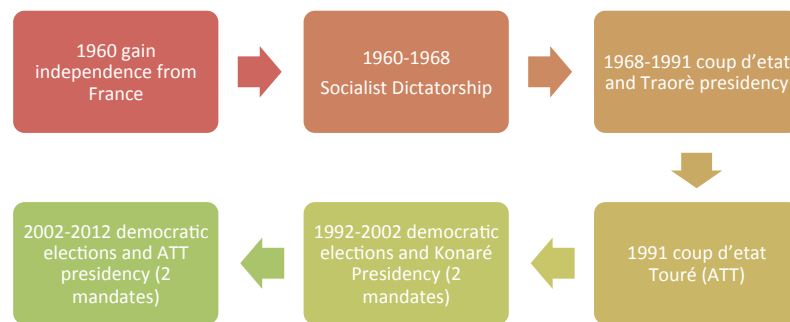 1960 gain
independence from
France
1960-1968
Socialist Dictatorship
1968-1991 coup d’etat
and Traorè presidency
1991 coup d’etat
Touré (ATT)
1992-2002 democratic
elections and Konaré
Presidency (2
mandates)
2002-2012 democratic
elections and ATT
presidency (2
mandates)